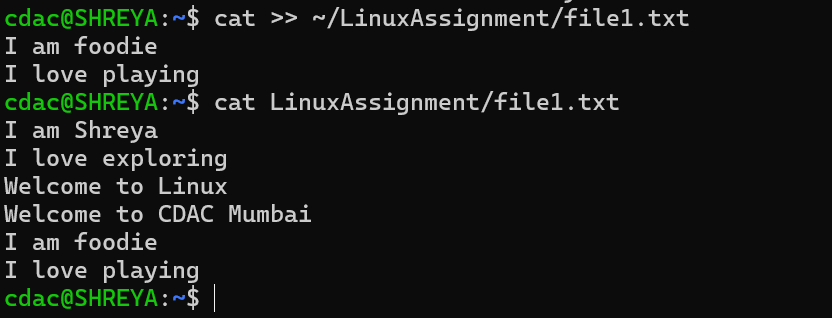 cdac@SHREYA:~$ cat >> ~/LinuxAssignment/file1.txt
I am foodie
I love playing
cdac@SHREYA:~$ cat LinuxAssignment/file1.txt
I am Shreya
I love exploring
Welcome to Linux
Welcome to CDAC Mumbai
I am foodie
I love playing
cdac@SHREYA:~$